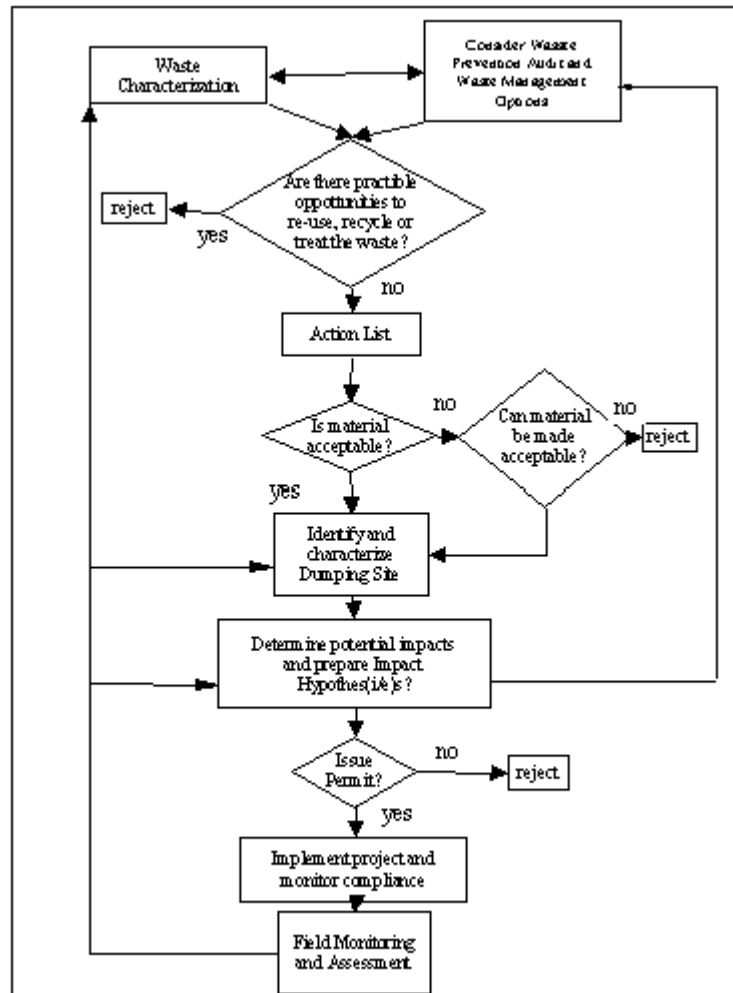 Waste
Characterization
Consider Wasste
Prevention Audit and
Waste Management
Options
Are there practible
oppottunities to
re-use, recycle or
treat the waste?
reject
yes
no
Action List
Is material
acceptable?
no
Can material
be made
acceptable?
no
reject
yes
Identify and
characterize
Dumping Site
Determine potential impacts
and prepare Impact
Hypothes(i/e)s?
Issue
Permit?
no
reject
yes
Implement project and
monitor compliance
Field Monitoring
and Assessment